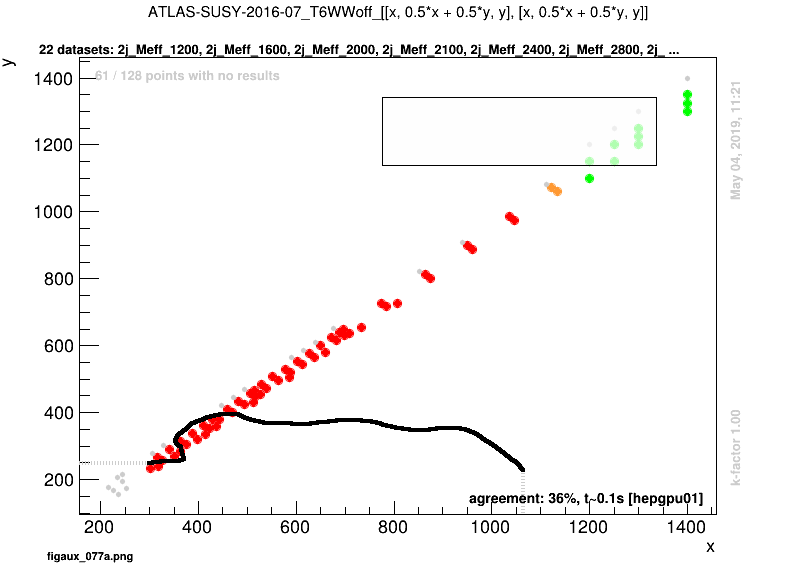 ATLAS-SUSY-2016-07_T6WWoff_[[x, 0.5*x + 0.5*y, y], [x, 0.5*x + 0.5*y, y]]
22 datasets: 2j_Meff_1200, 2j_Meff_1600, 2j_Meff_2000, 2j_Meff_2100, 2j_Meff_2400, 2j_Meff_2800, 2j_ ...
y
61 / 128 points with no results
1400
1200
1000
800
600
400
200
May 04, 2019, 11:21
k-factor 1.00
agreement: 36%, t~0.1s [hepgpu01]
200 400 600 800 1000 1200 1400
x
figaux_077a.png